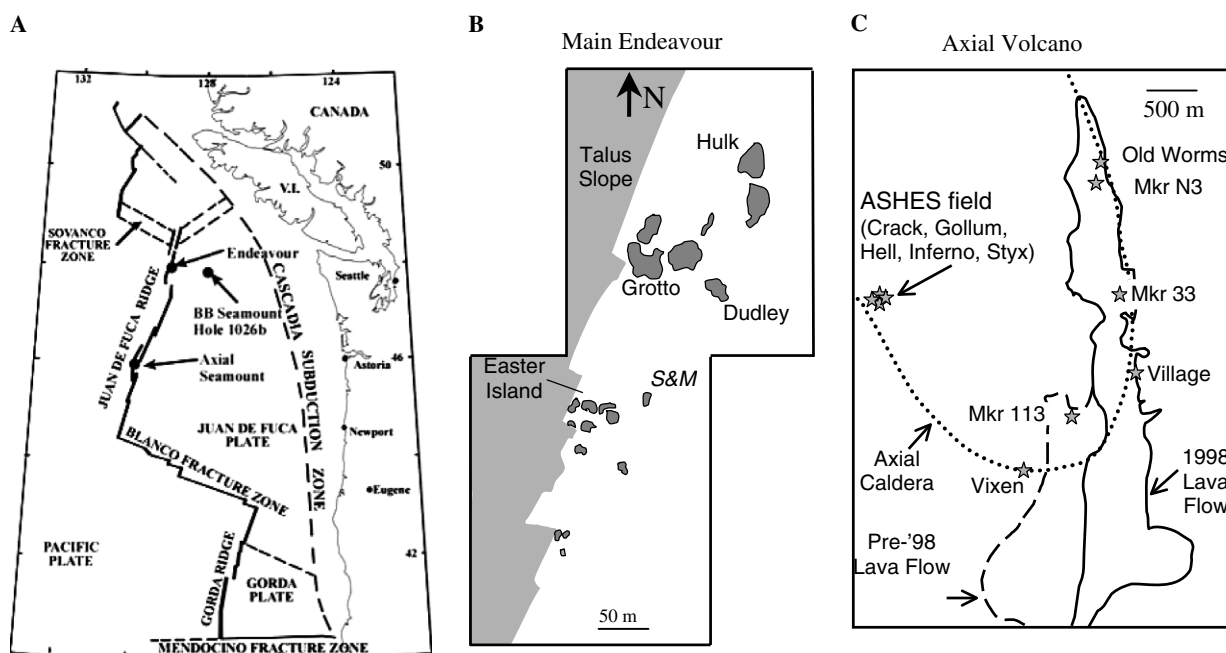 A
132
128
124
CANADA
50
V.I.
SOVANCO
FRACTURE
ZONE
Endeavour
Seattle
BB Seamount
Hole 1026b
JUAN DE FUCA RIDGE
CASCADIA SUBDUCTION ZONE
46
Astoria
Axial
Seamount
JUAN DE FUCA
PLATE
Newport
BLANCO FRACTURE ZONE
Eugene
PACIFIC
PLATE
42
GORDA RIDGE
GORDA
PLATE
MENDOCINO FRACTURE ZONE
B
Main Endeavour
N
Hulk
Talus
Slope
Grotto
Dudley
Easter
Island
S&M
50 m
C
Axial Volcano
500 m
Old Worms
Mkr N3
ASHES field
(Crack, Gollum,
Hell, Inferno, Styx)
Mkr 33
Village
Mkr 113
Axial
Caldera
Vixen
1998
Lava
Flow
Pre-'98
Lava Flow